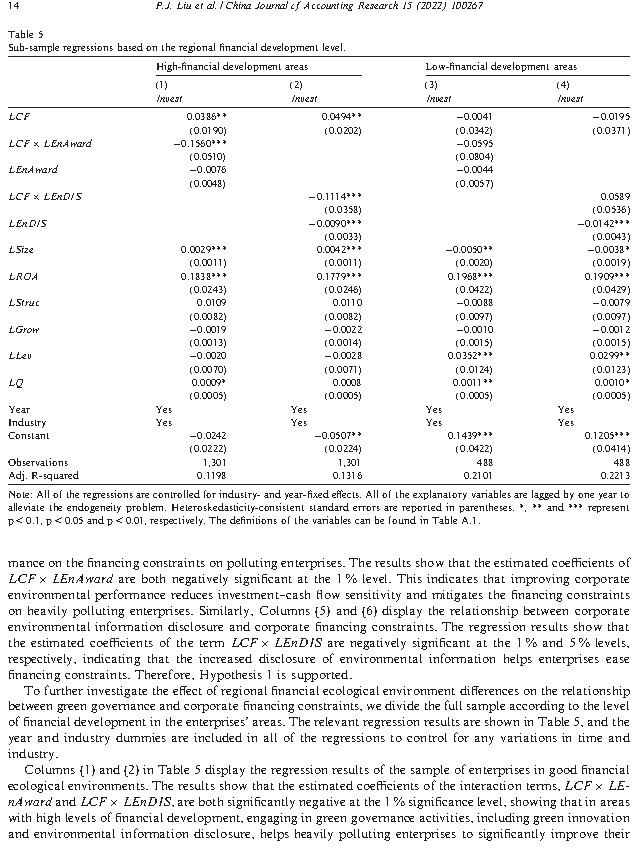 14 P.J. Liu et al. / China Journal of Accounting Research 15 (2022) 100267
Table 5
Sub-sample regressions based on the regional financial development level.
High-financial development areas Low-financial development areas
(1) (2) (3) (4)
Invest Invest Invest Invest
LCF 0.0386** 0.0494** −0.0041 −0.0195
(0.0190) (0.0202) (0.0342) (0.0371)
LCF × LEnAward −0.1560*** −0.0595
(0.0510) (0.0804)
LEnAward −0.0076 −0.0044
(0.0048) (0.0057)
LCF × LEnDIS −0.1114*** 0.0589
(0.0358) (0.0536)
LEnDIS −0.0090*** −0.0142***
(0.0033) (0.0043)
LSize 0.0029*** 0.0042*** −0.0050** −0.0038*
(0.0011) (0.0011) (0.0020) (0.0019)
LROA 0.1838*** 0.1779*** 0.1968*** 0.1909***
(0.0243) (0.0246) (0.0422) (0.0429)
LStruc 0.0109 0.0110 −0.0088 −0.0079
(0.0082) (0.0082) (0.0097) (0.0097)
LGrow −0.0019 −0.0022 −0.0010 −0.0012
(0.0013) (0.0014) (0.0015) (0.0015)
LLev −0.0020 −0.0028 0.0352*** 0.0299**
(0.0070) (0.0071) (0.0124) (0.0123)
LQ 0.0009* 0.0008 0.0011** 0.0010*
(0.0005) (0.0005) (0.0005) (0.0005)
Year Yes Yes Yes Yes
Industry Yes Yes Yes Yes
Constant −0.0242 −0.0507** 0.1439*** 0.1205***
(0.0222) (0.0224) (0.0422) (0.0414)
Observations 1,301 1,301 488 488
Adj. R-squared 0.1198 0.1316 0.2101 0.2213
Note: All of the regressions are controlled for industry- and year-fixed effects. All of the explanatory variables are lagged by one year to
alleviate the endogeneity problem. Heteroskedasticity-consistent standard errors are reported in parentheses. *, ** and *** represent
p < 0.1, p < 0.05 and p < 0.01, respectively. The definitions of the variables can be found in Table A.1.
mance on the financing constraints on polluting enterprises. The results show that the estimated coefficients of
LCF × LEnAward are both negatively significant at the 1% level. This indicates that improving corporate
environmental performance reduces investment–cash flow sensitivity and mitigates the financing constraints
on heavily polluting enterprises. Similarly, Columns {5} and {6} display the relationship between corporate
environmental information disclosure and corporate financing constraints. The regression results show that
the estimated coefficients of the term LCF × LEnDIS are negatively significant at the 1% and 5% levels,
respectively, indicating that the increased disclosure of environmental information helps enterprises ease
financing constraints. Therefore, Hypothesis 1 is supported.
To further investigate the effect of regional financial ecological environment differences on the relationship
between green governance and corporate financing constraints, we divide the full sample according to the level
of financial development in the enterprises' areas. The relevant regression results are shown in Table 5, and the
year and industry dummies are included in all of the regressions to control for any variations in time and
industry.
Columns {1} and {2} in Table 5 display the regression results of the sample of enterprises in good financial
ecological environments. The results show that the estimated coefficients of the interaction terms, LCF × LE-
nAward and LCF × LEnDIS, are both significantly negative at the 1% significance level, showing that in areas
with high levels of financial development, engaging in green governance activities, including green innovation
and environmental information disclosure, helps heavily polluting enterprises to significantly improve their